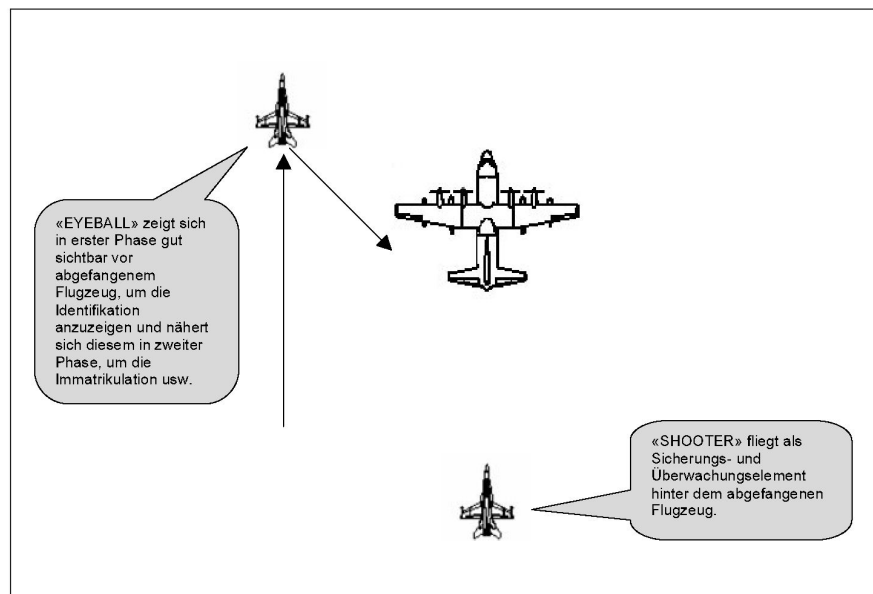 «EYEBALL» zeigt sich
in erster Phase gut
sichtbar vor
abgefangenem
Flugzeug, um die
Identifikation
anzuzeigen und nähert
sich diesem in zweiter
Phase, um die
Immatrikulation usw.
«SHOOTER» fliegt als
Sicherungs- und
Überwachungselement
hinter dem abgefangenen
Flugzeug.